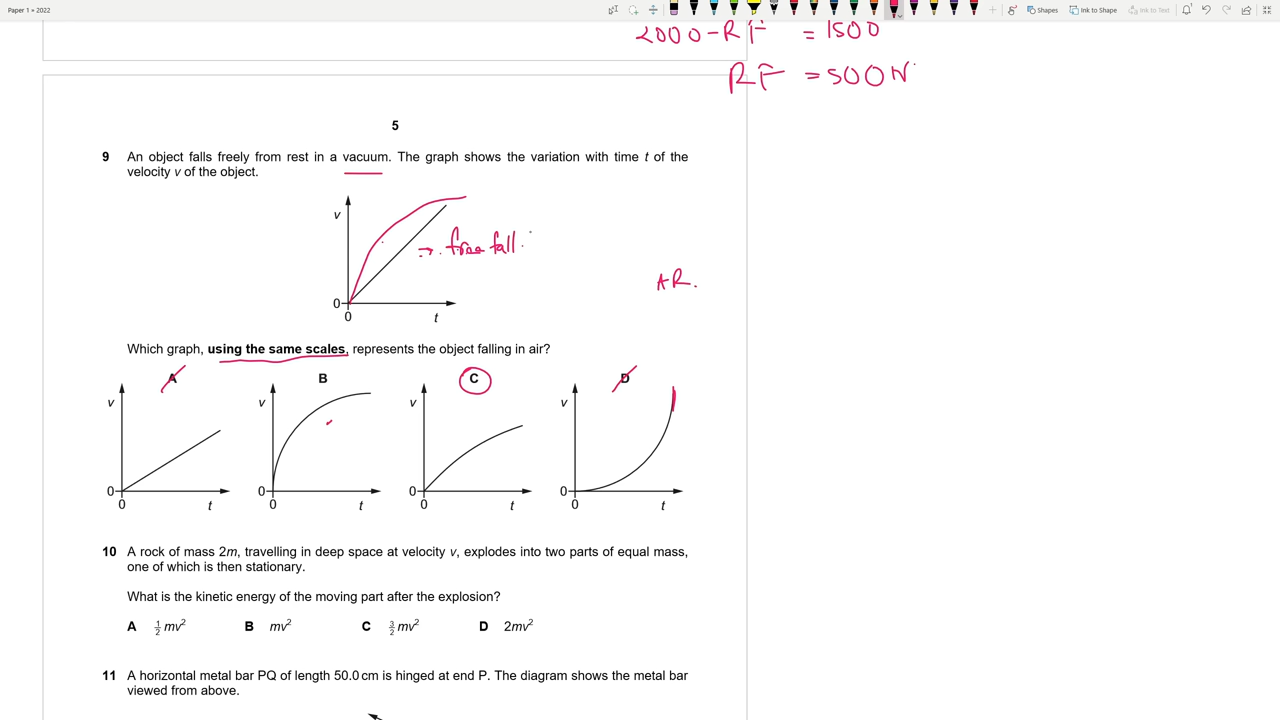 Paper 1 • 2022
Shapes
Ink to Shape
Ink to Text
2000 - RF = 1500
RF = 500N
5
9 An object falls freely from rest in a vacuum. The graph shows the variation with time t of the
velocity v of the object.
v
0
0
t
→ free fall.
AR.
Which graph, using the same scales, represents the object falling in air?
A
B
C
D
v
0
0
t
v
0
0
t
v
0
0
t
v
0
0
t
10 A rock of mass 2m, travelling in deep space at velocity v, explodes into two parts of equal mass,
one of which is then stationary.
What is the kinetic energy of the moving part after the explosion?
A ½mv² B mv² C 3/2 mv² D 2mv²
11 A horizontal metal bar PQ of length 50.0 cm is hinged at end P. The diagram shows the metal bar
viewed from above.